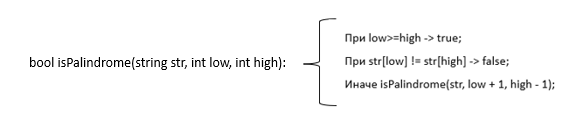 bool isPalindrome(string str, int low, int high):
При low>=high -> true;
При str[low] != str[high] -> false;
Иначе isPalindrome(str, low + 1, high - 1);